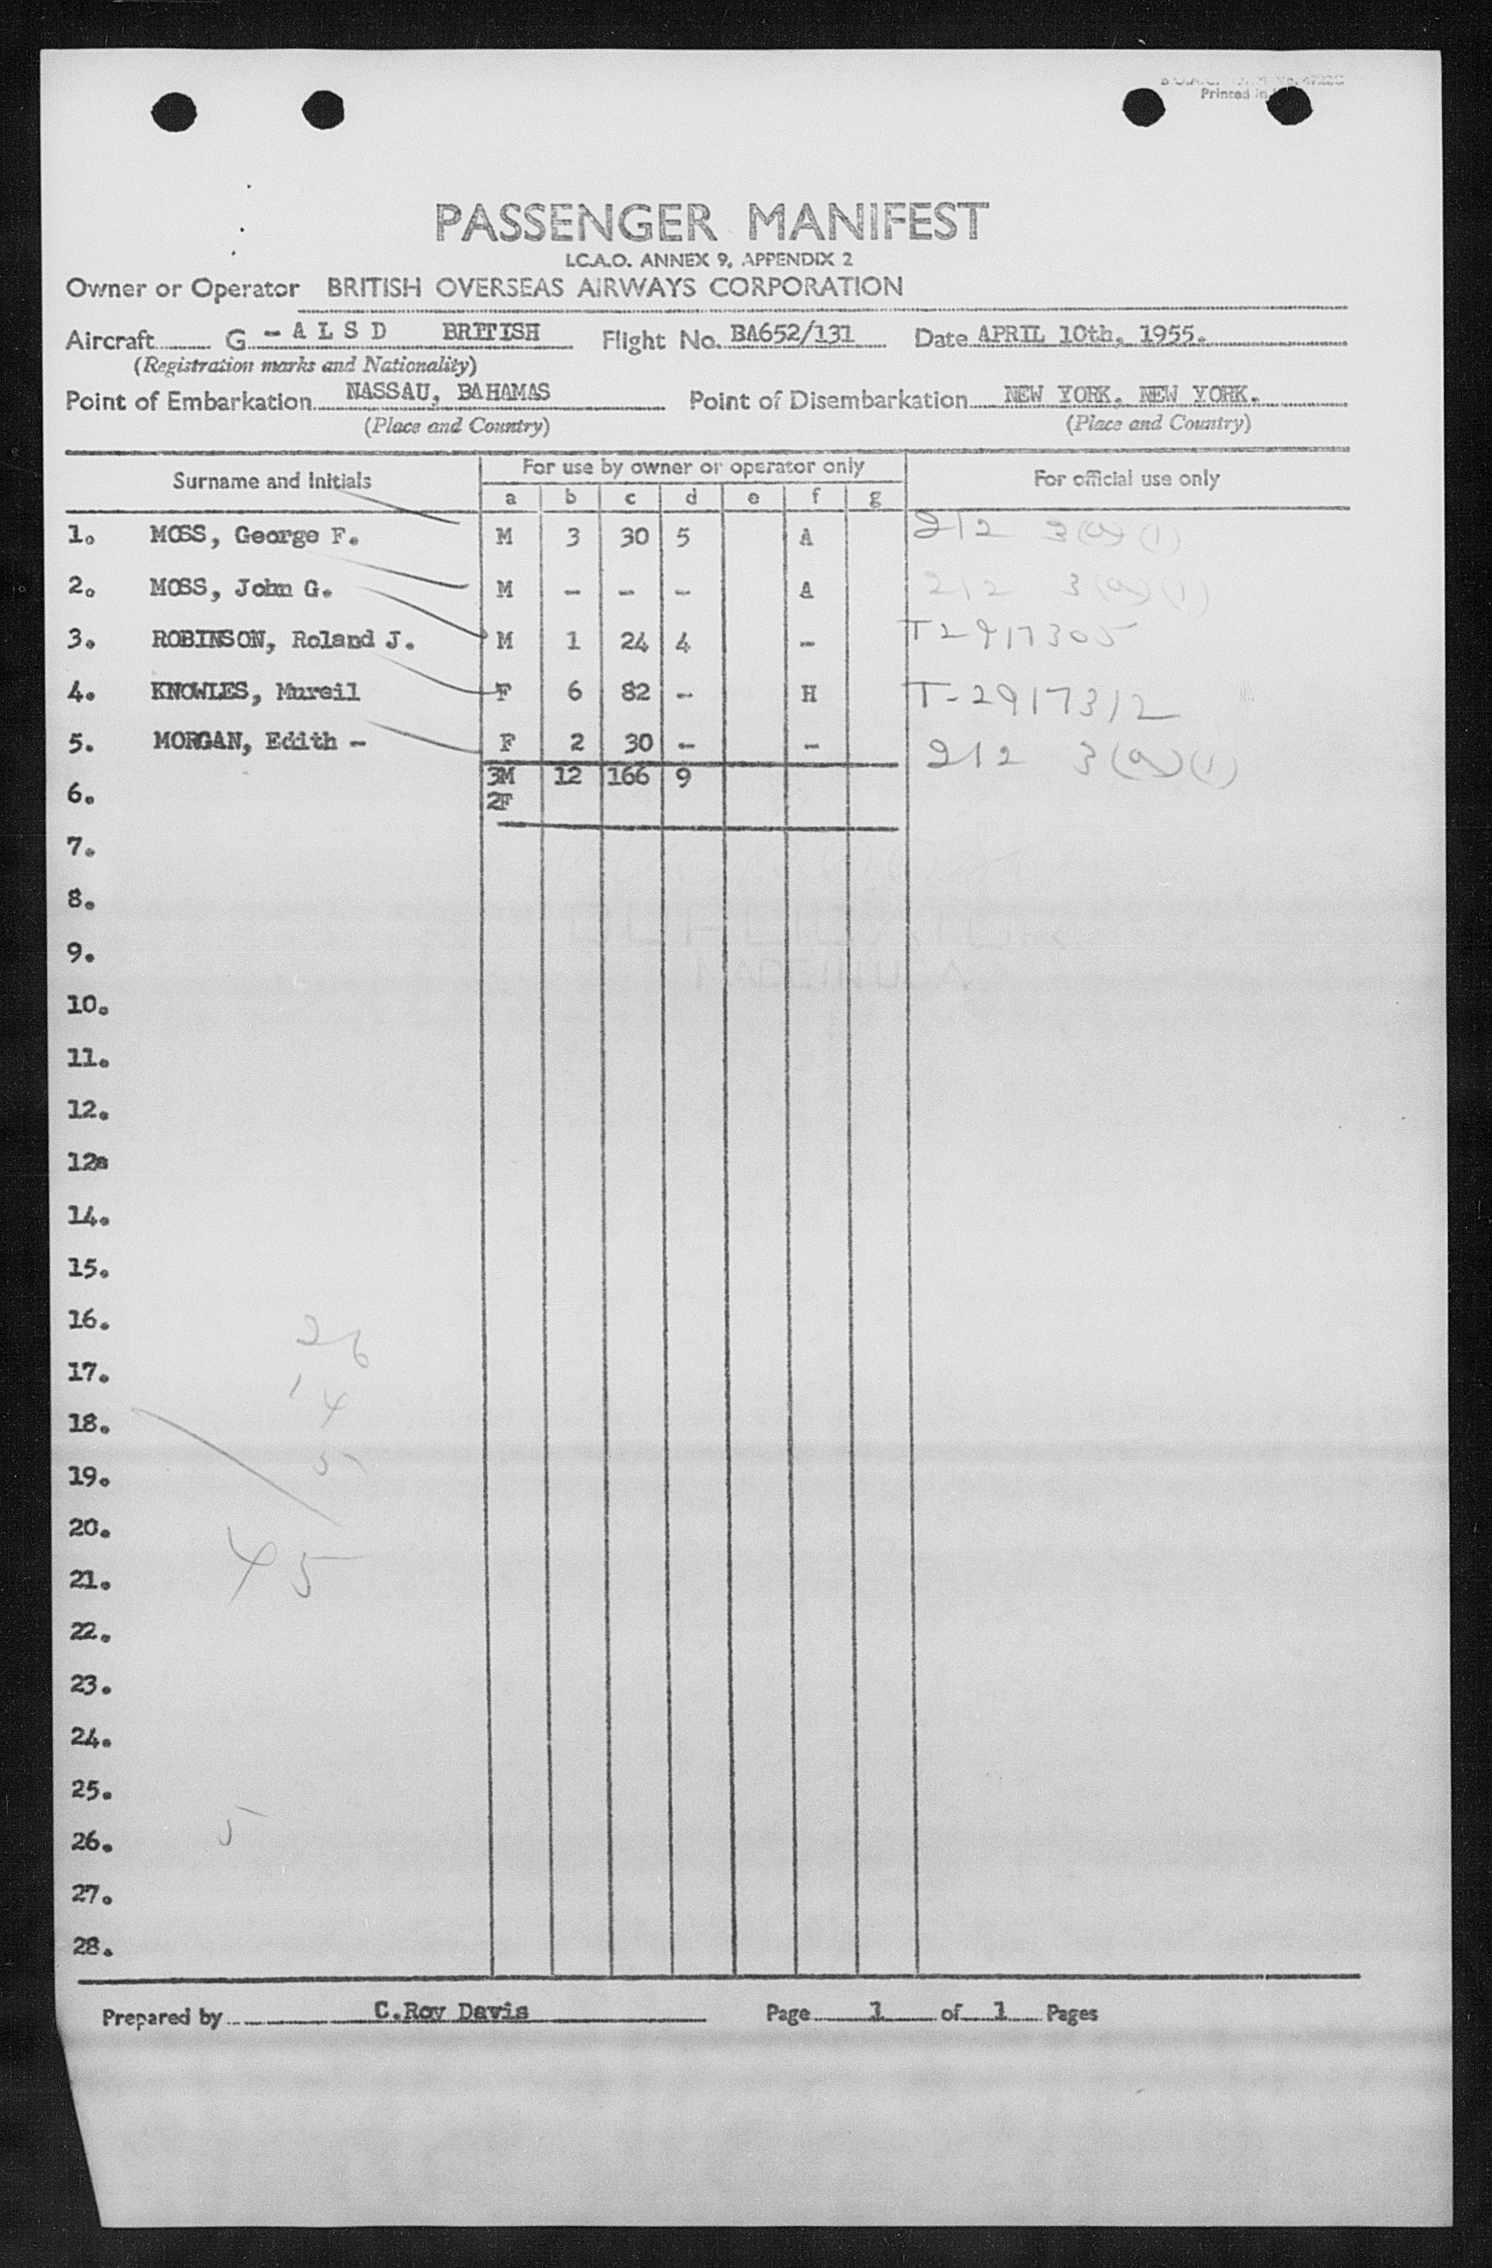 Printed in
PASSENGER MANIFEST
I.C.A.O. ANNEX 9, APPENDIX 2
Owner or Operator BRITISH OVERSEAS AIRWAYS CORPORATION
Aircraft G - A L S D BRITISH Flight No. BA652/131 Date APRIL 10th, 1955.
(Registration marks and Nationality)
Point of Embarkation NASSAU, BAHAMAS Point of Disembarkation NEW YORK, NEW YORK.
(Place and Country) (Place and Country)
Surname and Initials For use by owner or operator only For official use only
a b c d e f g
1. MOSS, George F. M 3 30 5 A 212 3(a)(1)
2. MOSS, John G. M - - - A 212 3(a)(1)
3. ROBINSON, Roland J. M 1 24 4 - T2917305
4. KNOWLES, Mureil F 6 82 - H T-2917312
5. MORGAN, Edith - F 2 30 - - 212 3(a)(1)
3M 12 166 9
6. 2F
7.
8.
9.
10.
11.
12.
12a
14.
15.
16.
26
17.
14
18.
5
19.
20.
45
21.
22.
23.
24.
25.
5
26.
27.
28.
Prepared by C.Roy Davis Page 1 of 1 Pages